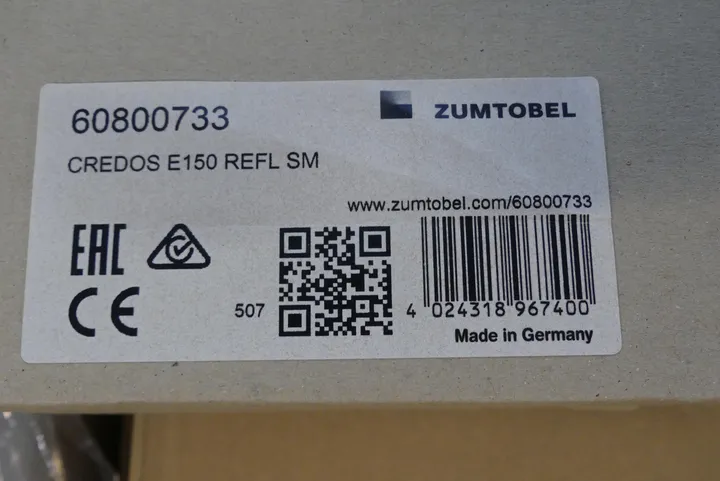 60800733
ZUMTOBEL
CREDOS E150 REFL SM
www.zumtobel.com/60800733
EAC
CE
507
4 024318 967400
Made in Germany